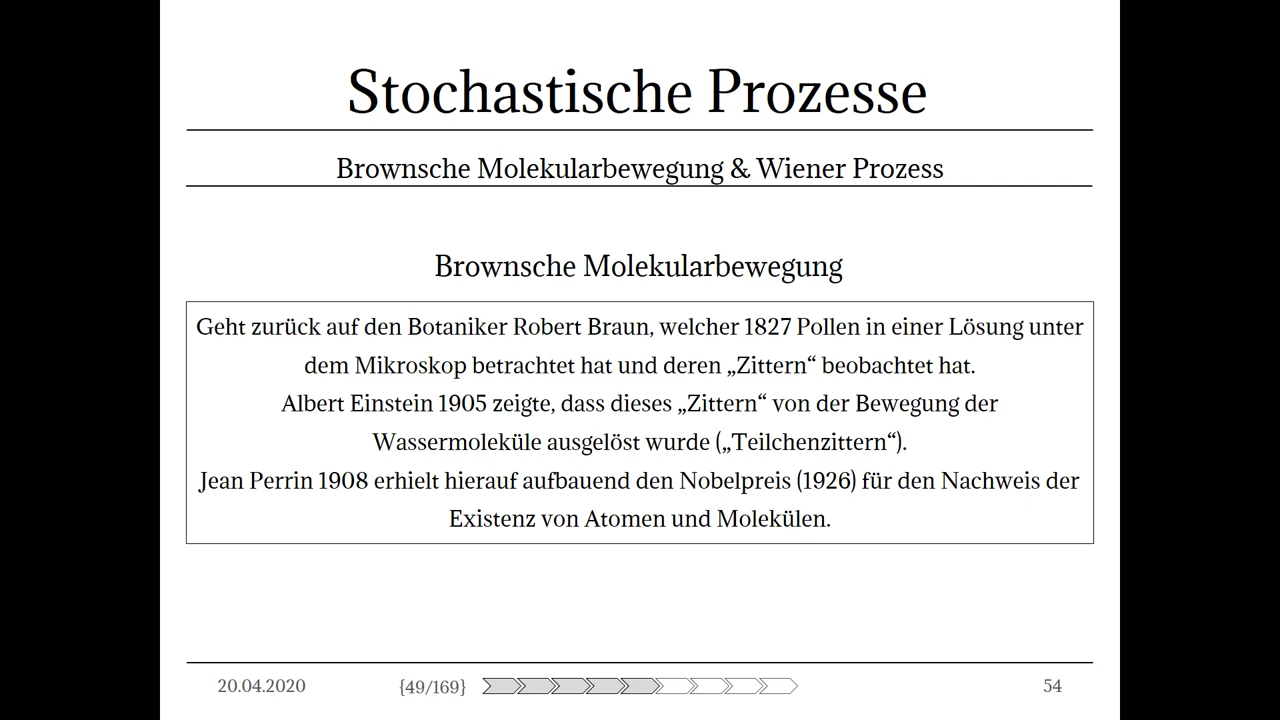 Stochastische Prozesse
Brownsche Molekularbewegung & Wiener Prozess
Brownsche Molekularbewegung
Geht zurück auf den Botaniker Robert Braun, welcher 1827 Pollen in einer Lösung unter
dem Mikroskop betrachtet hat und deren „Zittern“ beobachtet hat.
Albert Einstein 1905 zeigte, dass dieses „Zittern“ von der Bewegung der
Wassermoleküle ausgelöst wurde („Teilchenzittern“).
Jean Perrin 1908 erhielt hierauf aufbauend den Nobelpreis (1926) für den Nachweis der
Existenz von Atomen und Molekülen.
20.04.2020 {49/169} 54